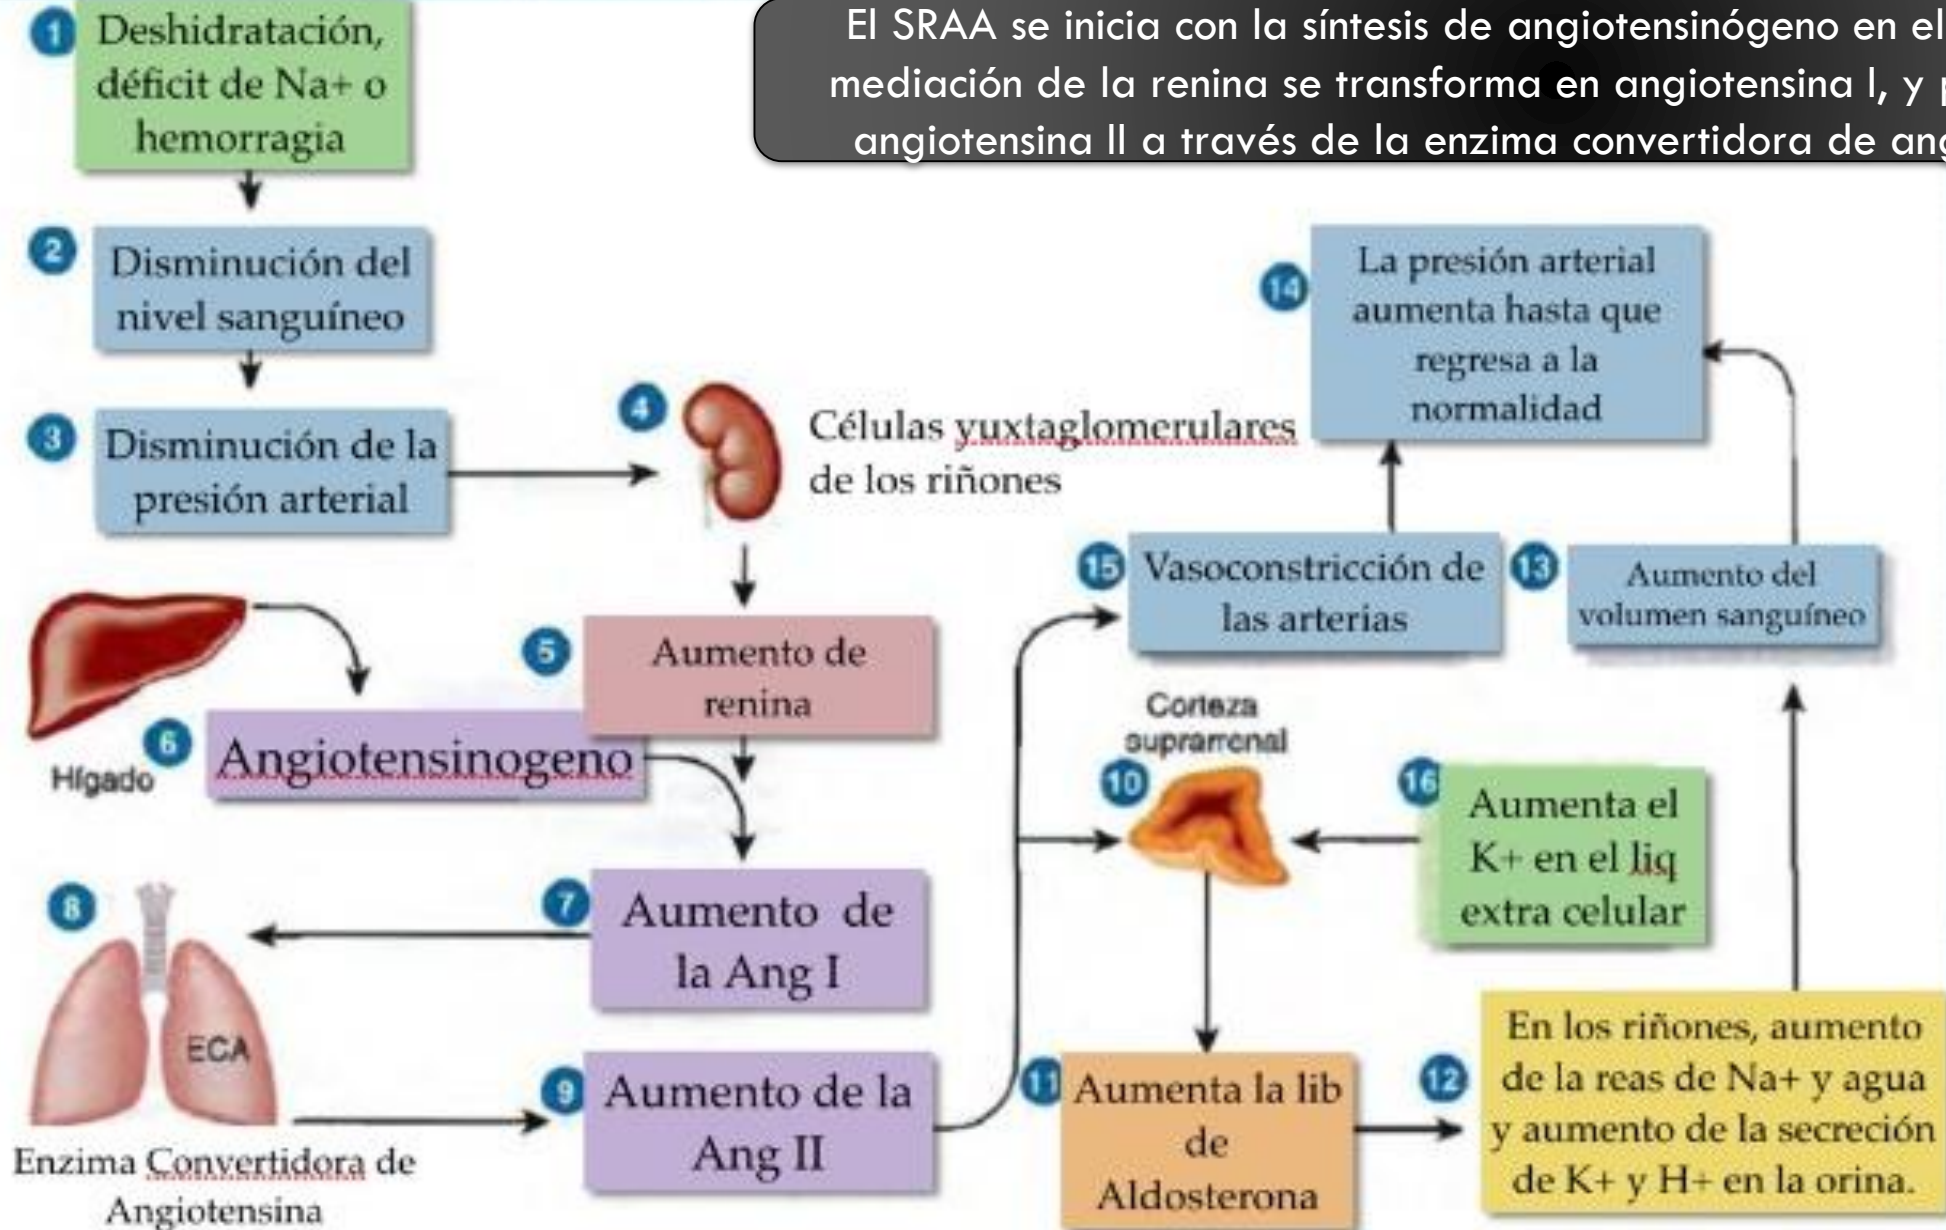 El SRAA se inicia con la síntesis de angiotensinógeno en el
mediación de la renina se transforma en angiotensina I, y
angiotensina II a través de la enzima convertidora de
1
Deshidratación,
déficit de Na+ o
hemorragia
2
Disminución del
nivel sanguíneo
3
Disminución de la
presión arterial
4
Células yuxtaglomerulares
de los riñones
5
Aumento de
renina
Hígado
6
Angiotensinogeno
7
Aumento de
la Ang I
8
ECA
Enzima Convertidora de
Angiotensina
9
Aumento de la
Ang II
10
Corteza
suprarrenal
11
Aumenta la lib
de
Aldosterona
12
En los riñones, aumento
de la reas de Na+ y agua
y aumento de la secreción
de K+ y H+ en la orina.
13
Aumento del
volumen sanguíneo
14
La presión arterial
aumenta hasta que
regresa a la
normalidad
15
Vasoconstricción de
las arterias
16
Aumenta el
K+ en el liq
extra celular